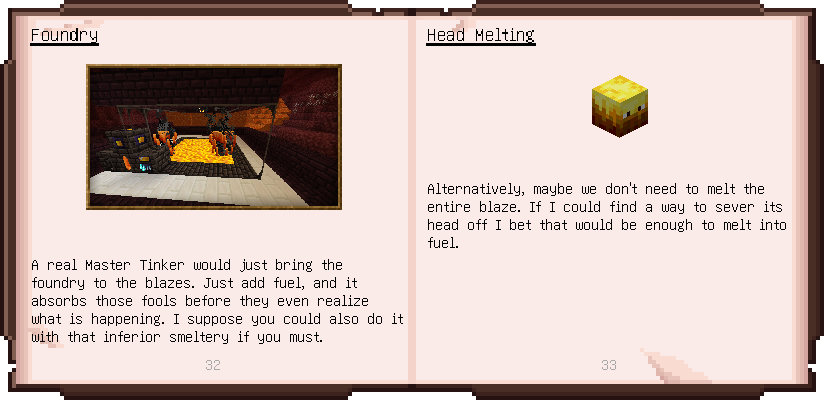 Foundry
A real Master Tinker would just bring the
foundry to the blazes. Just add fuel, and it
absorbs those fools before they even realize
what is happening. I suppose you could also do it
with that inferior smeltery if you must.
32
Head Melting
Alternatively, maybe we don't need to melt the
entire blaze. If I could find a way to sever its
head off I bet that would be enough to melt into
fuel.
33